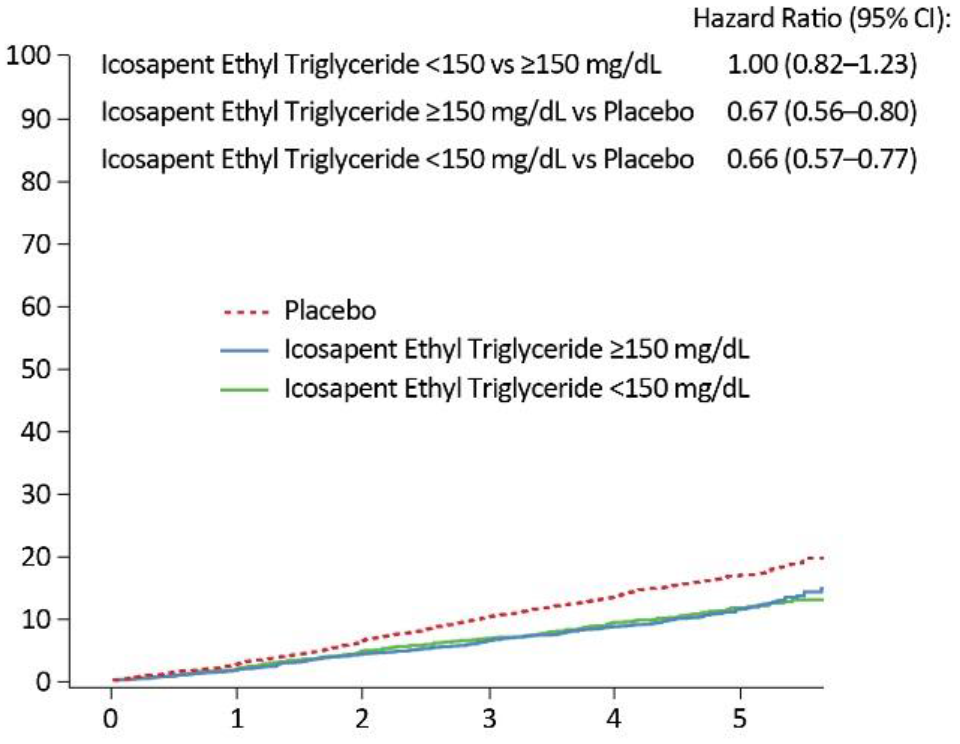 Hazard Ratio (95% CI):
100
Icosapent Ethyl Triglyceride <150 vs ≥150 mg/dL 1.00 (0.82–1.23)
90
Icosapent Ethyl Triglyceride ≥150 mg/dL vs Placebo 0.67 (0.56–0.80)
Icosapent Ethyl Triglyceride <150 mg/dL vs Placebo 0.66 (0.57–0.77)
80
70
60
Placebo
Icosapent Ethyl Triglyceride ≥150 mg/dL
50
Icosapent Ethyl Triglyceride <150 mg/dL
40
30
20
10
0
0 1 2 3 4 5